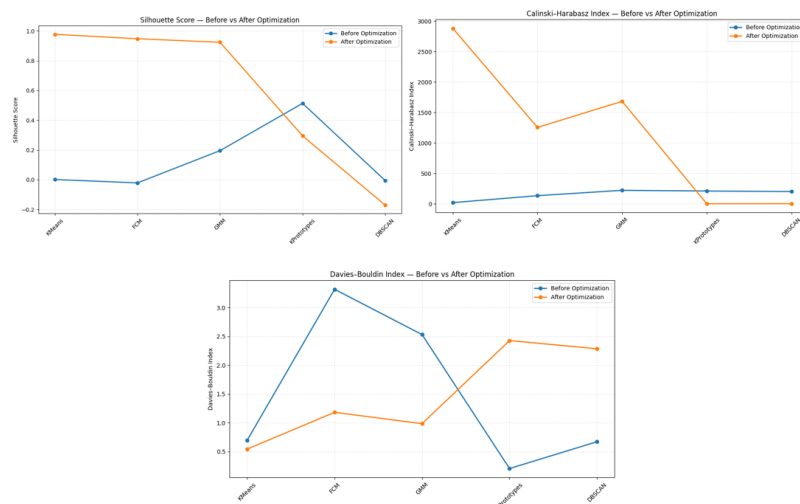 Silhouette Score — Before vs After Optimization
Before Optimization
After Optimization
1.0
0.8
0.6
0.4
0.2
0.0
−0.2
Silhouette Score
KMeans
FCM
GMM
KPrototypes
DBSCAN
Calinski–Harabasz Index — Before vs After Optimization
Before Optimization
After Optimization
3000
2500
2000
1500
1000
500
0
Calinski–Harabasz Index
KMeans
FCM
GMM
KPrototypes
DBSCAN
Davies–Bouldin Index — Before vs After Optimization
Before Optimization
After Optimization
3.0
2.5
2.0
1.5
1.0
0.5
Davies–Bouldin Index
KMeans
FCM
GMM
Prototypes
DBSCAN